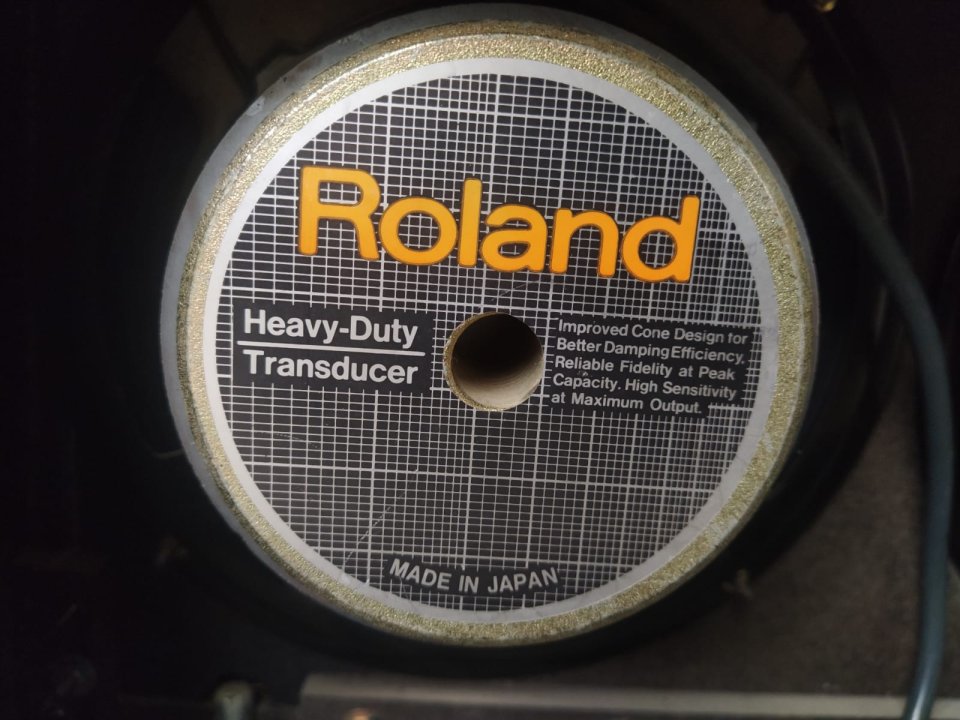 Roland
Heavy-Duty
Transducer
Improved Cone Design for
Better Damping Efficiency.
Reliable Fidelity at Peak
Capacity. High Sensitivity
at Maximum Output.
MADE IN JAPAN